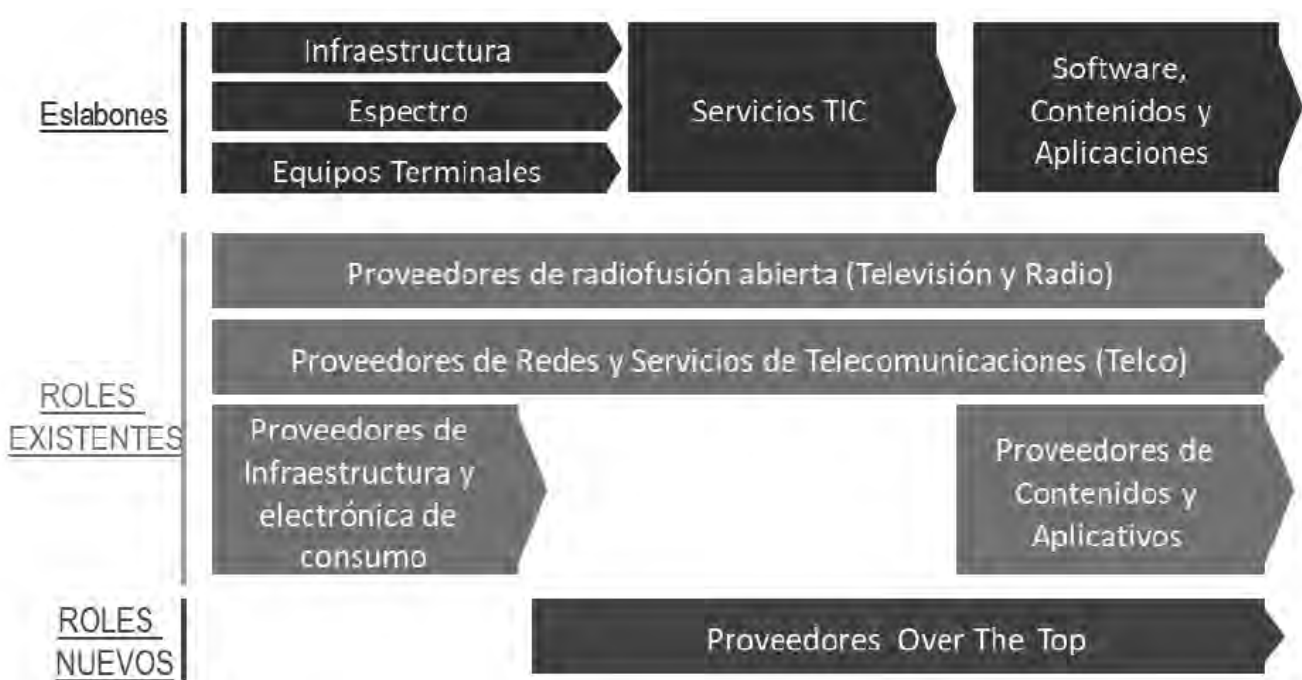 Eslabones
Infraestructura
Espectro
Equipos Terminales
Servicios TIC
Software,
Contenidos y
Aplicaciones
ROLES
EXISTENTES
Proveedores de radiofusión abierta (Televisión y Radio)
Proveedores de Redes y Servicios de Telecomunicaciones (Telco)
Proveedores de
Infraestructura y
electrónica de
consumo
Proveedores de
Contenidos y
Aplicativos
ROLES
NUEVOS
Proveedores Over The Top